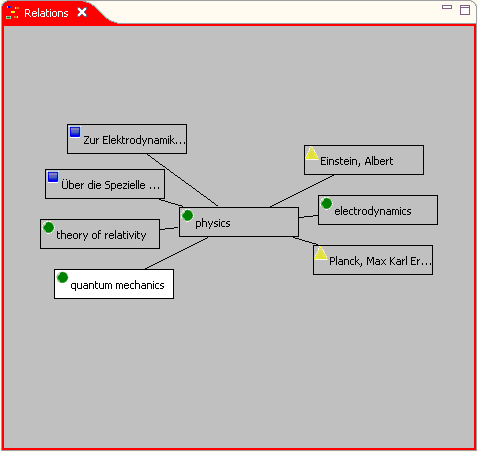 Relations
Zur Elektrodynamik...
Einstein, Albert
Über die Spezielle ...
electrodynamics
physics
theory of relativity
Planck, Max Karl Er...
quantum mechanics